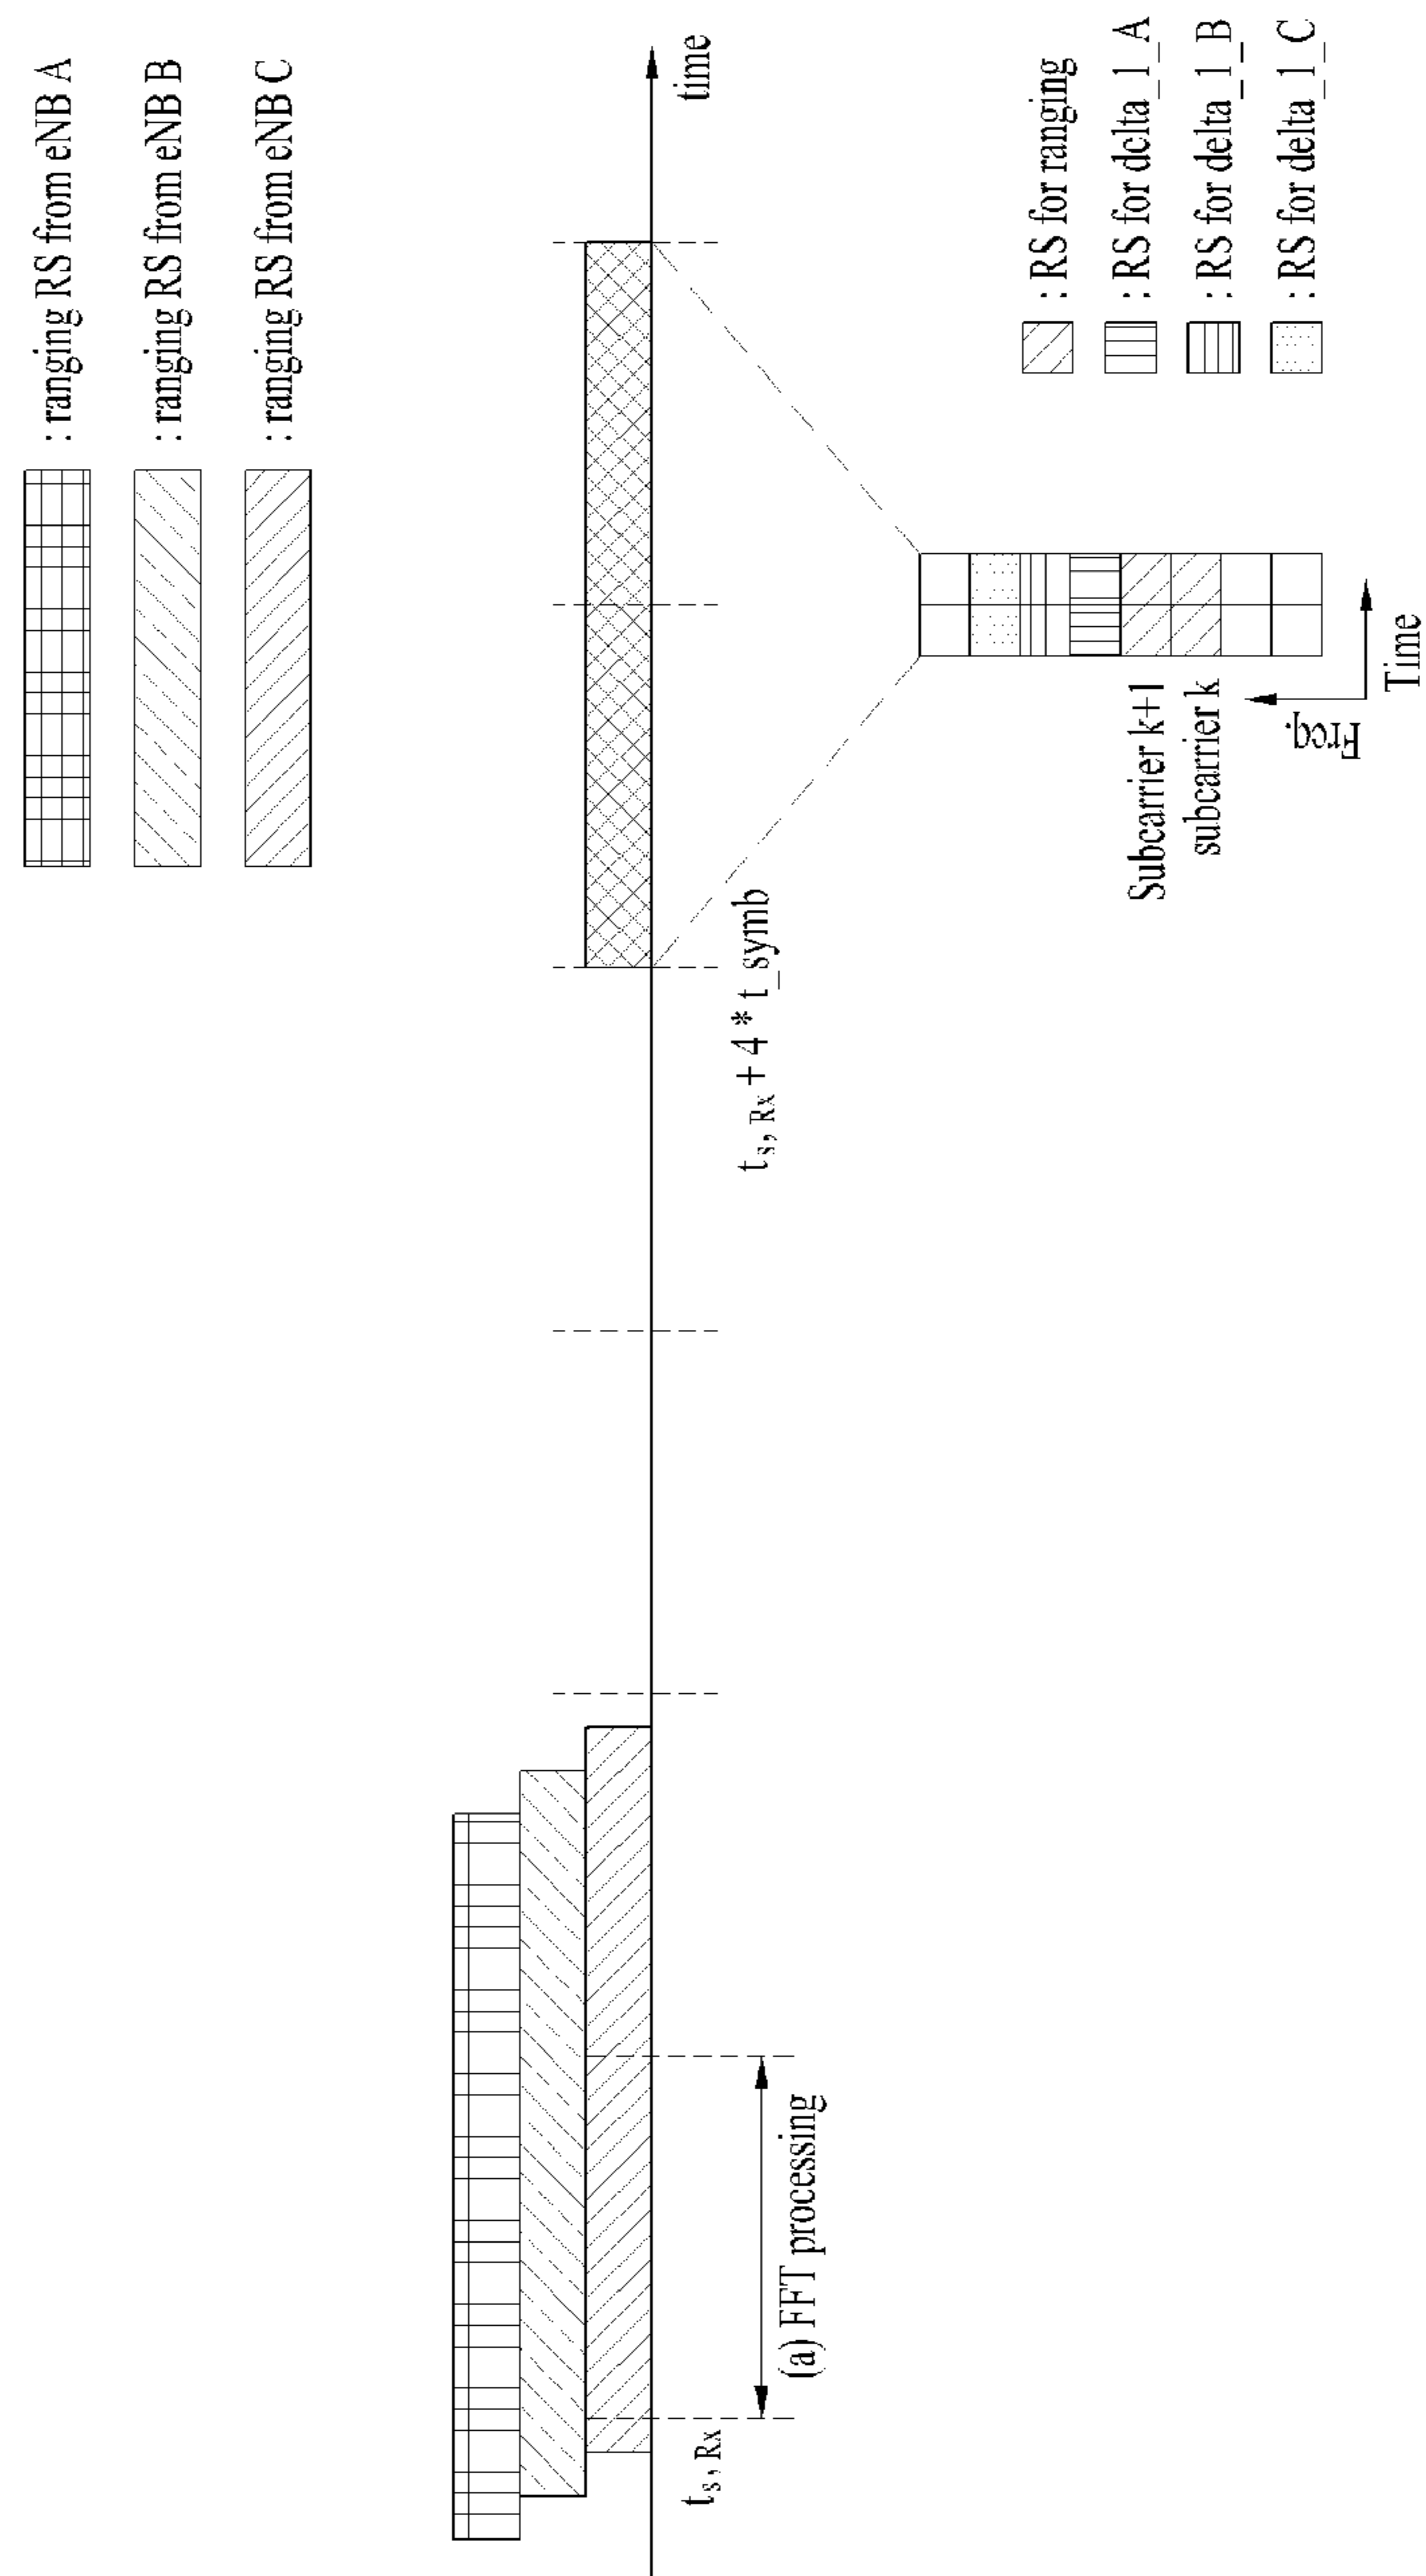 : ranging RS from eNB A
: ranging RS from eNB B
: ranging RS from eNB C
time
t_s, Rx
(a) FFT processing
t_s, Rx + 4 * t_symb
Subcarrier k+1
subcarrier k
Freq.
Time
: RS for ranging
: RS for delta_1_A
: RS for delta_1_B
: RS for delta_1_C